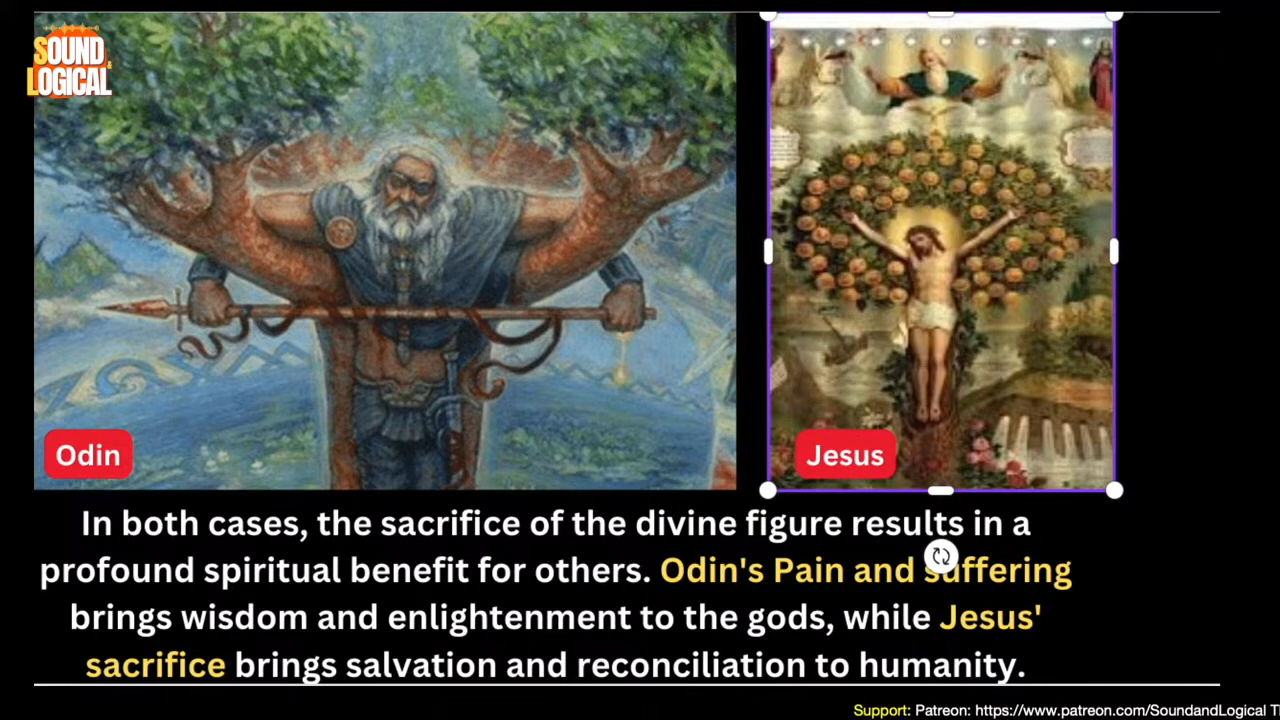 SOUND
& LOGICAL
Odin
Jesus
In both cases, the sacrifice of the divine figure results in a
profound spiritual benefit for others. Odin's Pain and suffering
brings wisdom and enlightenment to the gods, while Jesus'
sacrifice brings salvation and reconciliation to humanity.
Support: Patreon: https://www.patreon.com/SoundandLogical T